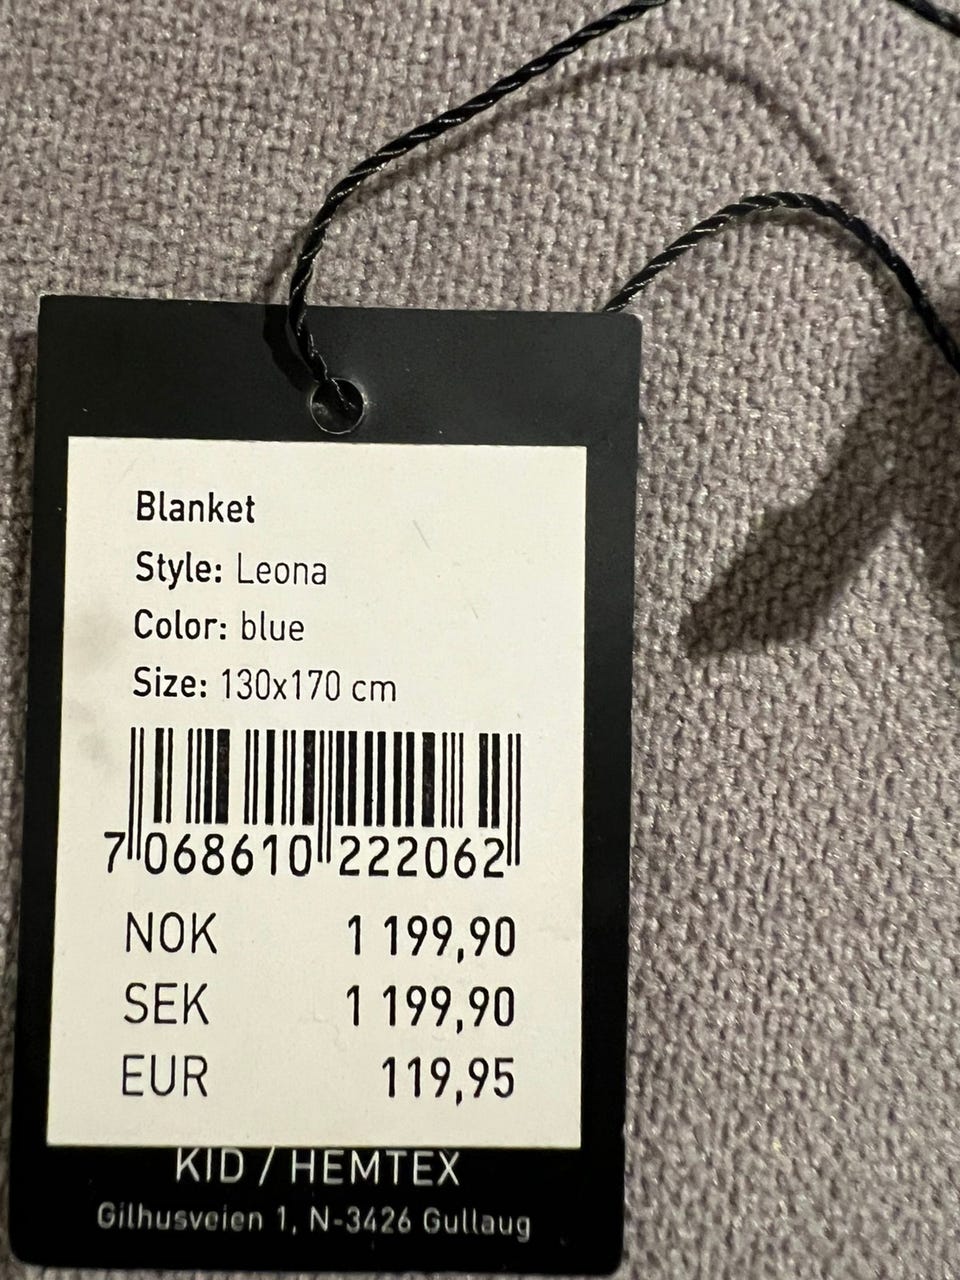 Blanket
Style: Leona
Color: blue
Size: 130x170 cm
7 068610 222062
NOK 1 199,90
SEK 1 199,90
EUR 119,95
KID / HEMTEX
Gilhusveien 1, N-3426 Gullaug